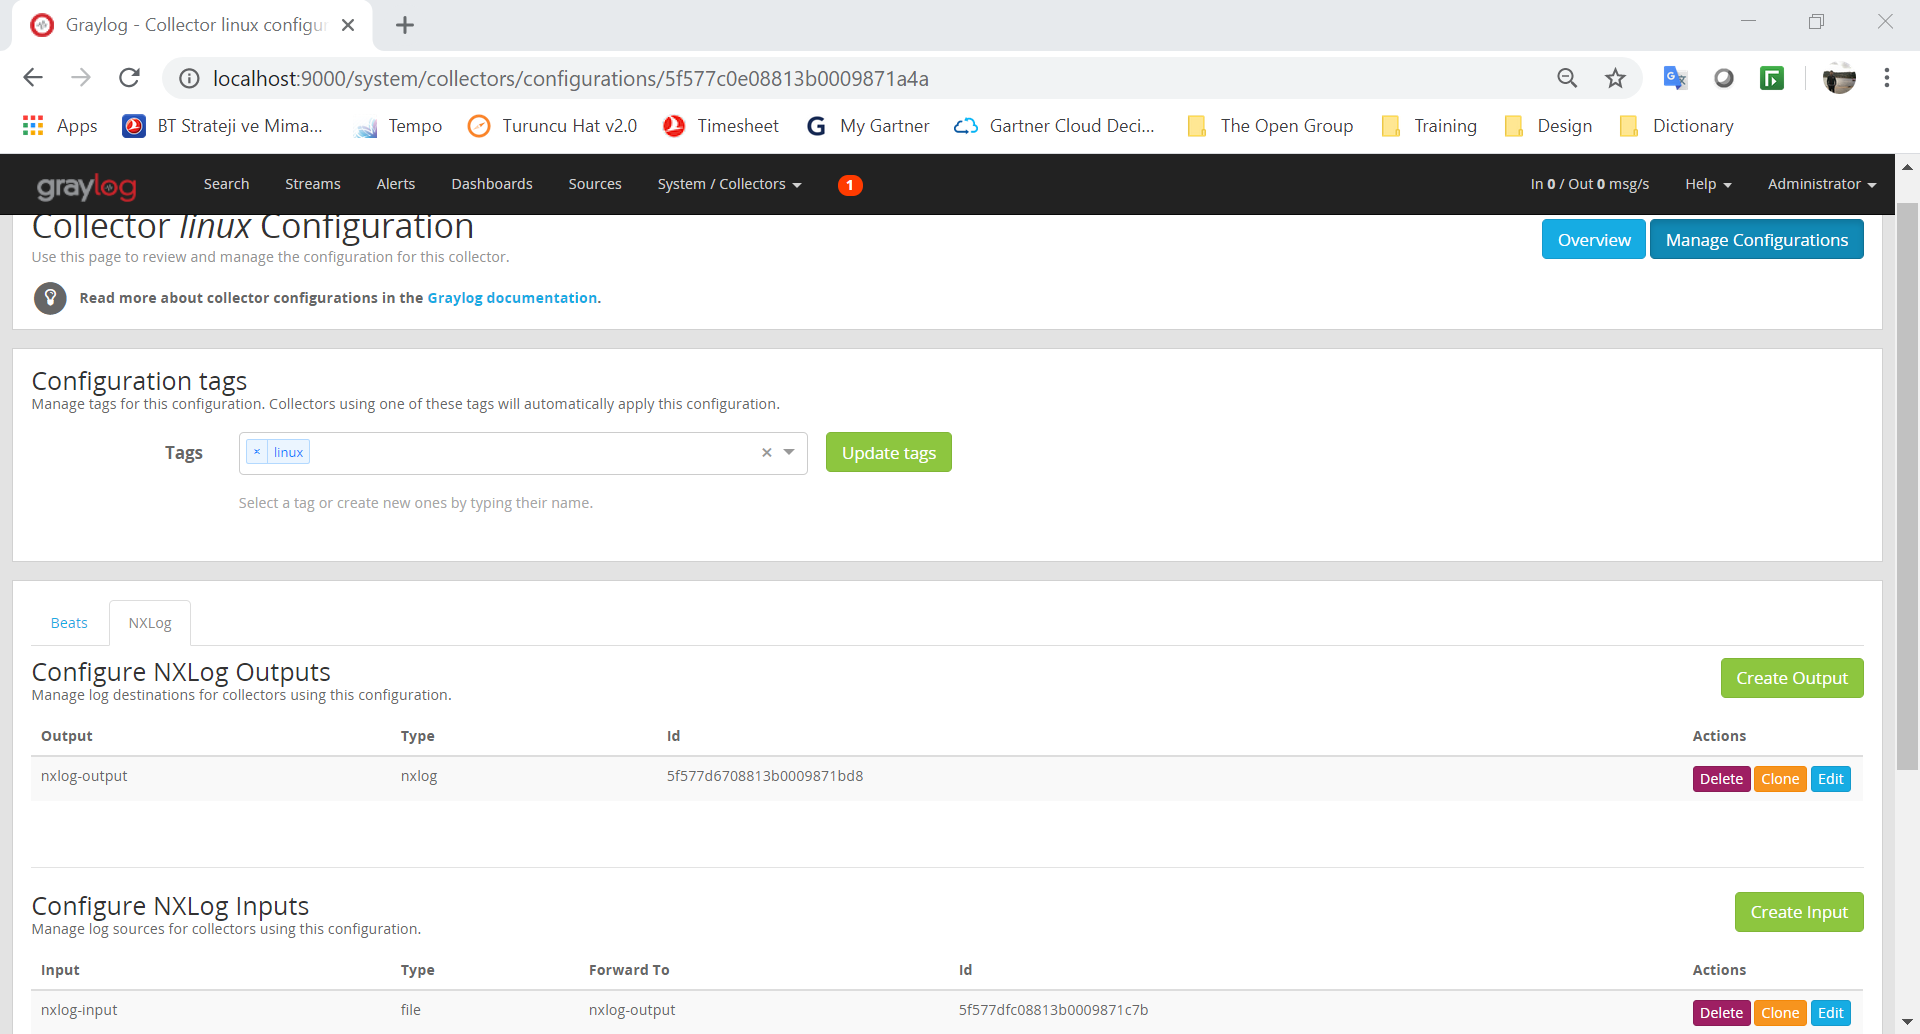 Graylog - Collector linux configur
localhost:9000/system/collectors/configurations/5f577c0e08813b0009871a4a
Apps BT Strateji ve Mima... Tempo Turuncu Hat v2.0 Timesheet My Gartner Gartner Cloud Deci... The Open Group Training Design Dictionary
graylog Search Streams Alerts Dashboards Sources System / Collectors 1 In 0 / Out 0 msg/s Help Administrator
Collector linux Configuration
Overview Manage Configurations
Use this page to review and manage the configuration for this collector.
Read more about collector configurations in the Graylog documentation.
Configuration tags
Manage tags for this configuration. Collectors using one of these tags will automatically apply this configuration.
Tags × linux × Update tags
Select a tag or create new ones by typing their name.
Beats NXLog
Configure NXLog Outputs
Create Output
Manage log destinations for collectors using this configuration.
Output Type Id Actions
nxlog-output nxlog 5f577d6708813b0009871bd8 Delete Clone Edit
Configure NXLog Inputs
Create Input
Manage log sources for collectors using this configuration.
Input Type Forward To Id Actions
nxlog-input file nxlog-output 5f577dfc08813b0009871c7b Delete Clone Edit